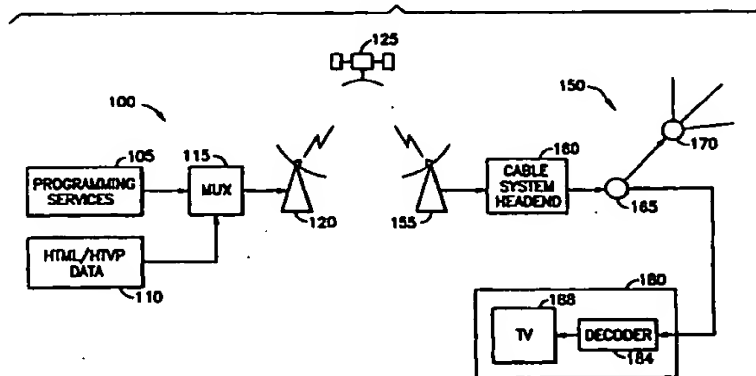 125
100
150
105
115
160
170
PROGRAMMING
SERVICES
MUX
CABLE
SYSTEM
HEADEND
120
155
165
HTML/HTVP
DATA
110
180
188
TV
DECODER
184